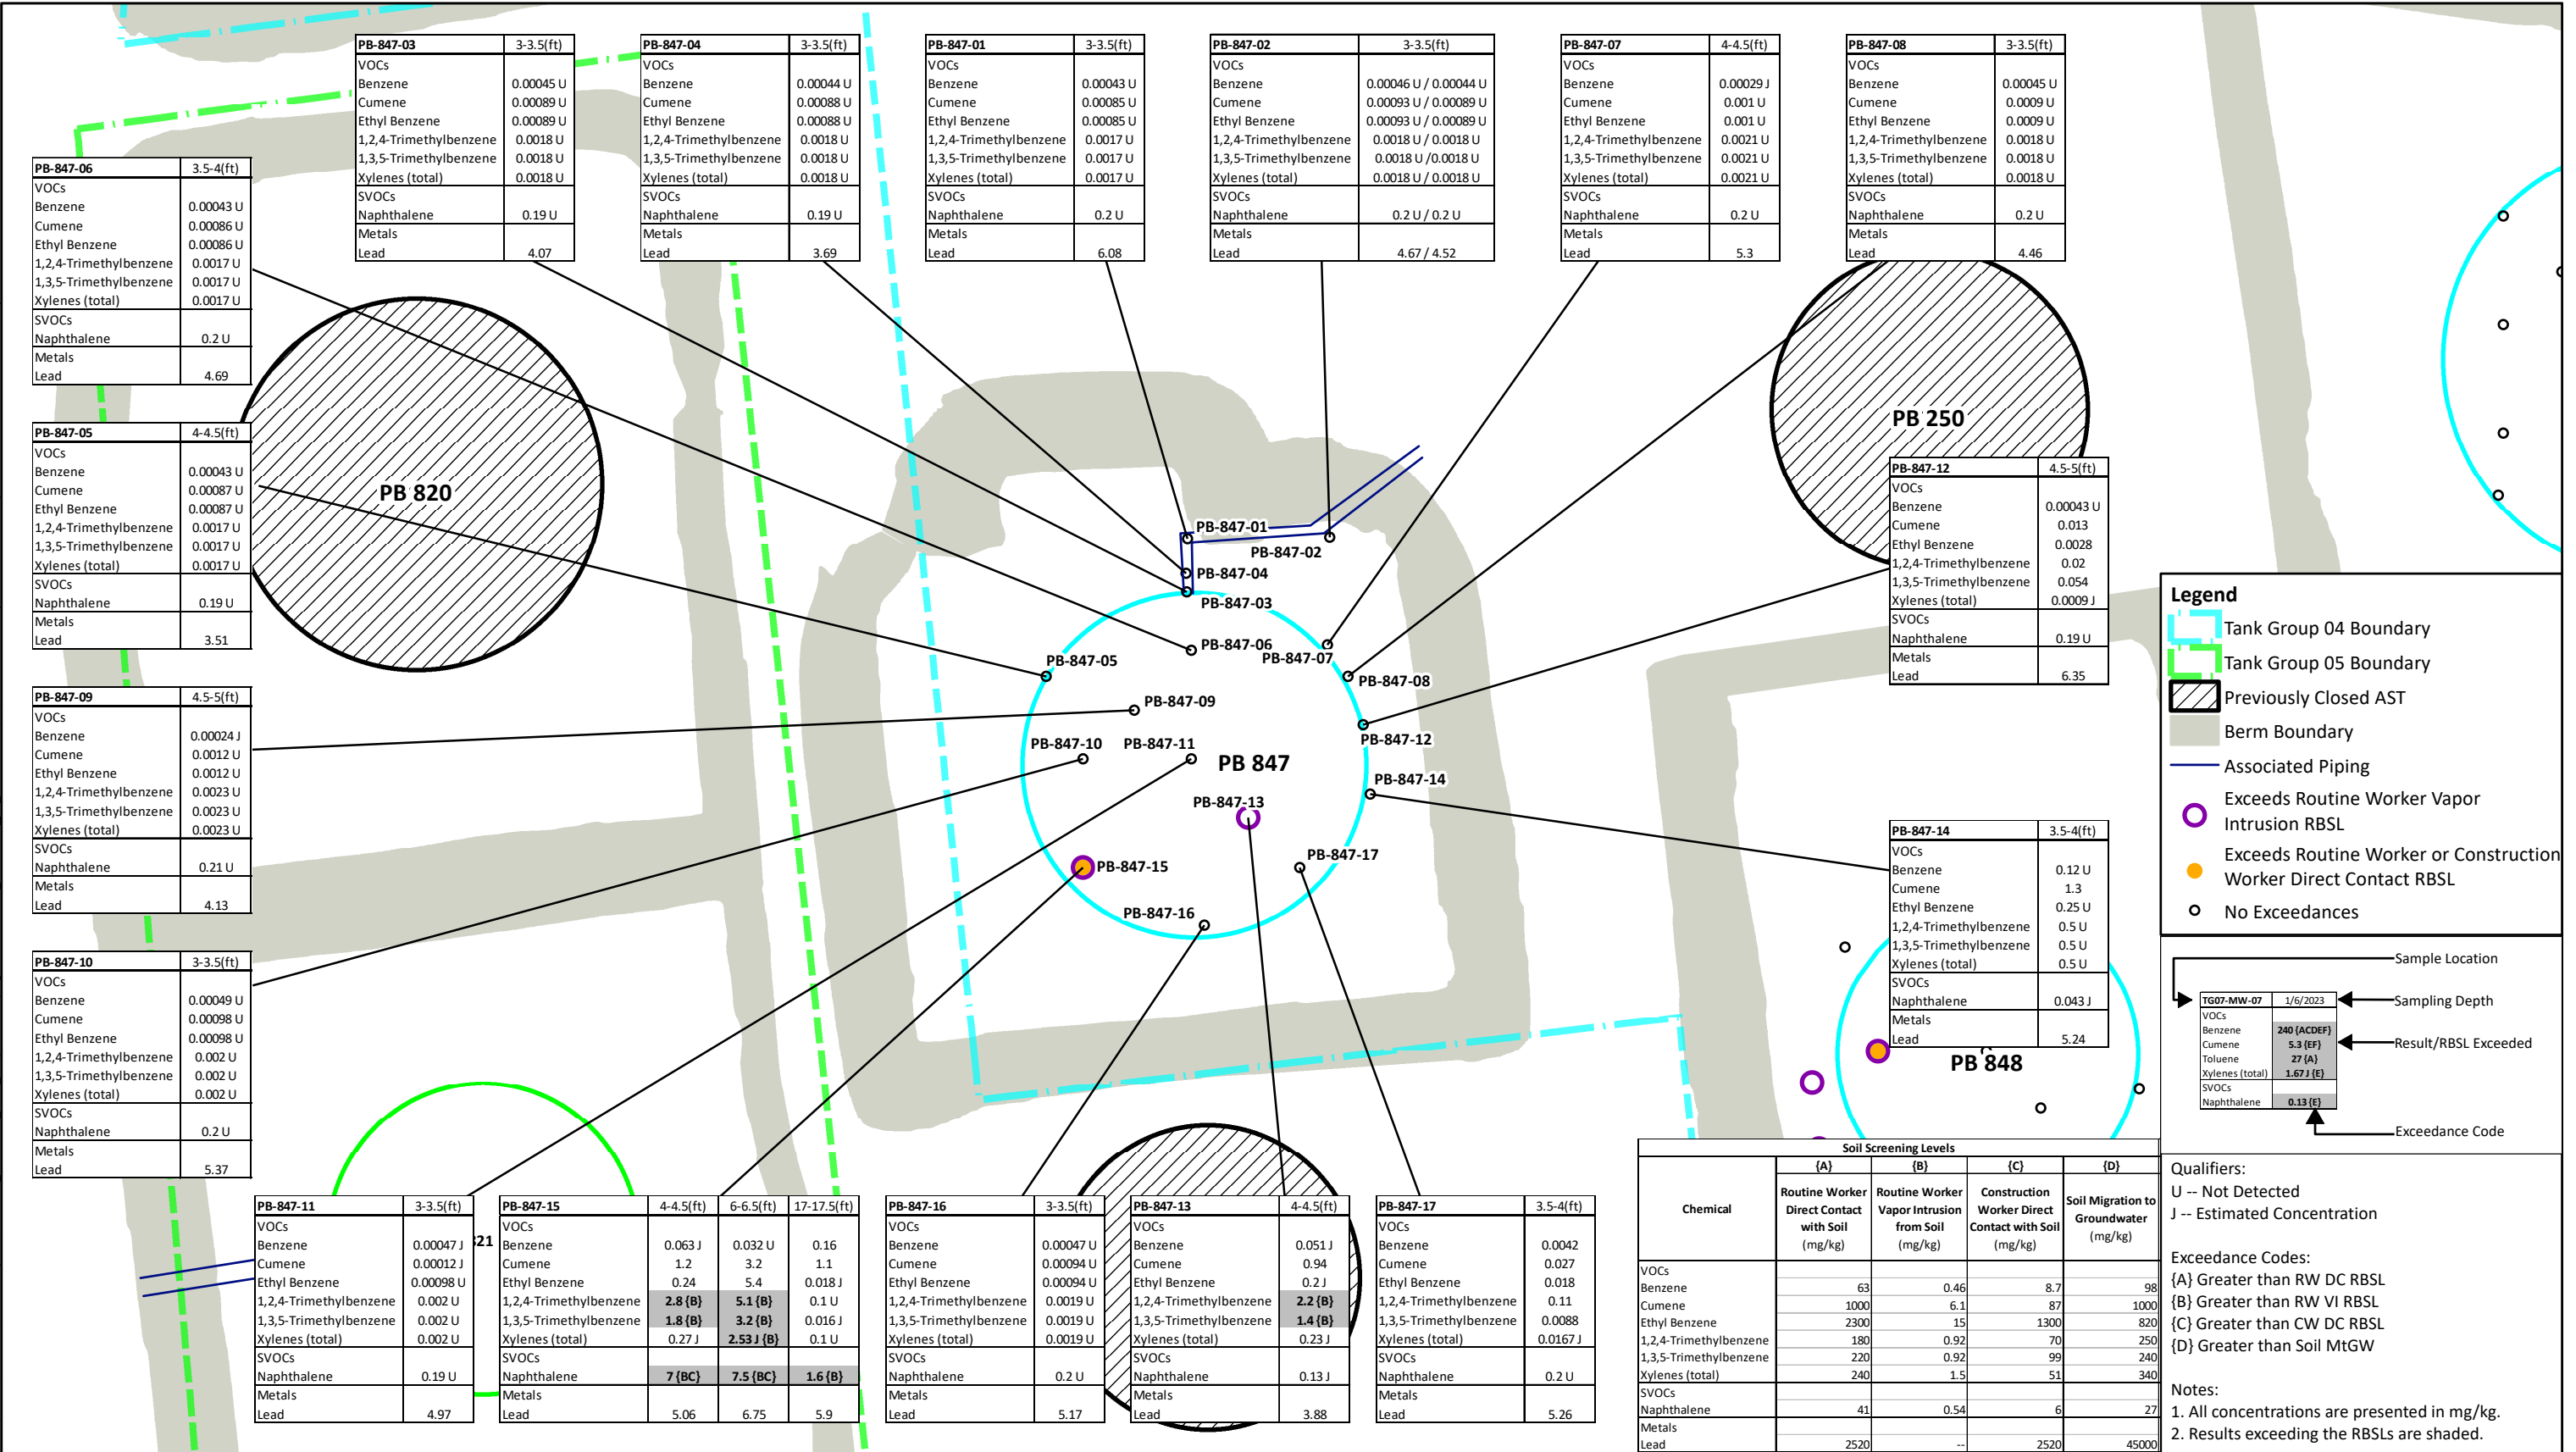 PB-847-03 3-3.5(ft)
VOCs
Benzene 0.00045 U
Cumene 0.00089 U
Ethyl Benzene 0.00089 U
1,2,4-Trimethylbenzene 0.0018 U
1,3,5-Trimethylbenzene 0.0018 U
Xylenes (total) 0.0018 U
SVOCs
Naphthalene 0.19 U
Metals
Lead 4.07
PB-847-04 3-3.5(ft)
VOCs
Benzene 0.00044 U
Cumene 0.00088 U
Ethyl Benzene 0.00088 U
1,2,4-Trimethylbenzene 0.0018 U
1,3,5-Trimethylbenzene 0.0018 U
Xylenes (total) 0.0018 U
SVOCs
Naphthalene 0.19 U
Metals
Lead 3.69
PB-847-01 3-3.5(ft)
VOCs
Benzene 0.00043 U
Cumene 0.00085 U
Ethyl Benzene 0.00085 U
1,2,4-Trimethylbenzene 0.0017 U
1,3,5-Trimethylbenzene 0.0017 U
Xylenes (total) 0.0017 U
SVOCs
Naphthalene 0.2 U
Metals
Lead 6.08
PB-847-02 3-3.5(ft)
VOCs
Benzene 0.00046 U / 0.00044 U
Cumene 0.00093 U / 0.00089 U
Ethyl Benzene 0.00093 U / 0.00089 U
1,2,4-Trimethylbenzene 0.0018 U / 0.0018 U
1,3,5-Trimethylbenzene 0.0018 U /0.0018 U
Xylenes (total) 0.0018 U / 0.0018 U
SVOCs
Naphthalene 0.2 U / 0.2 U
Metals
Lead 4.67 / 4.52
PB-847-07 4-4.5(ft)
VOCs
Benzene 0.00029 J
Cumene 0.001 U
Ethyl Benzene 0.001 U
1,2,4-Trimethylbenzene 0.0021 U
1,3,5-Trimethylbenzene 0.0021 U
Xylenes (total) 0.0021 U
SVOCs
Naphthalene 0.2 U
Metals
Lead 5.3
PB-847-08 3-3.5(ft)
VOCs
Benzene 0.00045 U
Cumene 0.0009 U
Ethyl Benzene 0.0009 U
1,2,4-Trimethylbenzene 0.0018 U
1,3,5-Trimethylbenzene 0.0018 U
Xylenes (total) 0.0018 U
SVOCs
Naphthalene 0.2 U
Metals
Lead 4.46
PB-847-06 3.5-4(ft)
VOCs
Benzene 0.00043 U
Cumene 0.00086 U
Ethyl Benzene 0.00086 U
1,2,4-Trimethylbenzene 0.0017 U
1,3,5-Trimethylbenzene 0.0017 U
Xylenes (total) 0.0017 U
SVOCs
Naphthalene 0.2 U
Metals
Lead 4.69
PB-847-05 4-4.5(ft)
VOCs
Benzene 0.00043 U
Cumene 0.00087 U
Ethyl Benzene 0.00087 U
1,2,4-Trimethylbenzene 0.0017 U
1,3,5-Trimethylbenzene 0.0017 U
Xylenes (total) 0.0017 U
SVOCs
Naphthalene 0.19 U
Metals
Lead 3.51
PB-847-09 4.5-5(ft)
VOCs
Benzene 0.00024 J
Cumene 0.0012 U
Ethyl Benzene 0.0012 U
1,2,4-Trimethylbenzene 0.0023 U
1,3,5-Trimethylbenzene 0.0023 U
Xylenes (total) 0.0023 U
SVOCs
Naphthalene 0.21 U
Metals
Lead 4.13
PB-847-10 3-3.5(ft)
VOCs
Benzene 0.00049 U
Cumene 0.00098 U
Ethyl Benzene 0.00098 U
1,2,4-Trimethylbenzene 0.002 U
1,3,5-Trimethylbenzene 0.002 U
Xylenes (total) 0.002 U
SVOCs
Naphthalene 0.2 U
Metals
Lead 5.37
PB 820
PB 250
PB-847-01
PB-847-02
PB-847-04
PB-847-03
PB-847-06
PB-847-07
PB-847-05
PB-847-08
PB-847-09
PB-847-12
PB-847-10
PB-847-11
PB 847
PB-847-14
PB-847-13
PB-847-17
PB-847-15
PB-847-16
PB 848
821
PB-847-12 4.5-5(ft)
VOCs
Benzene 0.00043 U
Cumene 0.013
Ethyl Benzene 0.0028
1,2,4-Trimethylbenzene 0.02
1,3,5-Trimethylbenzene 0.054
Xylenes (total) 0.0009 J
SVOCs
Naphthalene 0.19 U
Metals
Lead 6.35
PB-847-14 3.5-4(ft)
VOCs
Benzene 0.12 U
Cumene 1.3
Ethyl Benzene 0.25 U
1,2,4-Trimethylbenzene 0.5 U
1,3,5-Trimethylbenzene 0.5 U
Xylenes (total) 0.5 U
SVOCs
Naphthalene 0.043 J
Metals
Lead 5.24
PB-847-11 3-3.5(ft)
VOCs
Benzene 0.00047 J
Cumene 0.00012 J
Ethyl Benzene 0.00098 U
1,2,4-Trimethylbenzene 0.002 U
1,3,5-Trimethylbenzene 0.002 U
Xylenes (total) 0.002 U
SVOCs
Naphthalene 0.19 U
Metals
Lead 4.97
PB-847-15 4-4.5(ft) 6-6.5(ft) 17-17.5(ft)
VOCs
Benzene 0.063 J 0.032 U 0.16
Cumene 1.2 3.2 1.1
Ethyl Benzene 0.24 5.4 0.018 J
1,2,4-Trimethylbenzene 2.8 {B} 5.1 {B} 0.1 U
1,3,5-Trimethylbenzene 1.8 {B} 3.2 {B} 0.016 J
Xylenes (total) 0.27 J 2.53 J {B} 0.1 U
SVOCs
Naphthalene 7 {BC} 7.5 {BC} 1.6 {B}
Metals
Lead 5.06 6.75 5.9
PB-847-16 3-3.5(ft)
VOCs
Benzene 0.00047 U
Cumene 0.00094 U
Ethyl Benzene 0.00094 U
1,2,4-Trimethylbenzene 0.0019 U
1,3,5-Trimethylbenzene 0.0019 U
Xylenes (total) 0.0019 U
SVOCs
Naphthalene 0.2 U
Metals
Lead 5.17
PB-847-13 4-4.5(ft)
VOCs
Benzene 0.051 J
Cumene 0.94
Ethyl Benzene 0.2 J
1,2,4-Trimethylbenzene 2.2 {B}
1,3,5-Trimethylbenzene 1.4 {B}
Xylenes (total) 0.23 J
SVOCs
Naphthalene 0.13 J
Metals
Lead 3.88
PB-847-17 3.5-4(ft)
VOCs
Benzene 0.0042
Cumene 0.027
Ethyl Benzene 0.018
1,2,4-Trimethylbenzene 0.11
1,3,5-Trimethylbenzene 0.0088
Xylenes (total) 0.0167 J
SVOCs
Naphthalene 0.2 U
Metals
Lead 5.26
Soil Screening Levels
{A} {B} {C} {D}
Chemical
Routine Worker Direct Contact with Soil (mg/kg)
Routine Worker Vapor Intrusion from Soil (mg/kg)
Construction Worker Direct Contact with Soil (mg/kg)
Soil Migration to Groundwater (mg/kg)
VOCs
Benzene 63 0.46 8.7 98
Cumene 1000 6.1 87 1000
Ethyl Benzene 2300 15 1300 820
1,2,4-Trimethylbenzene 180 0.92 70 250
1,3,5-Trimethylbenzene 220 0.92 99 240
Xylenes (total) 240 1.5 51 340
SVOCs
Naphthalene 41 0.54 6 27
Metals
Lead 2520 -- 2520 45000
Legend
Tank Group 04 Boundary
Tank Group 05 Boundary
Previously Closed AST
Berm Boundary
Associated Piping
Exceeds Routine Worker Vapor
Intrusion RBSL
Exceeds Routine Worker or Construction
Worker Direct Contact RBSL
No Exceedances
Sample Location
TG07-MW-07 1/6/2023
Sampling Depth
VOCs
Benzene 240 {ACDEF}
Cumene 5.3 {EF}
Result/RBSL Exceeded
Toluene 27 {A}
Xylenes (total) 1.67 J {E}
SVOCs
Naphthalene 0.13 {E}
Exceedance Code
Qualifiers:
U -- Not Detected
J -- Estimated Concentration
Exceedance Codes:
{A} Greater than RW DC RBSL
{B} Greater than RW VI RBSL
{C} Greater than CW DC RBSL
{D} Greater than Soil MtGW
Notes:
1. All concentrations are presented in mg/kg.
2. Results exceeding the RBSLs are shaded.